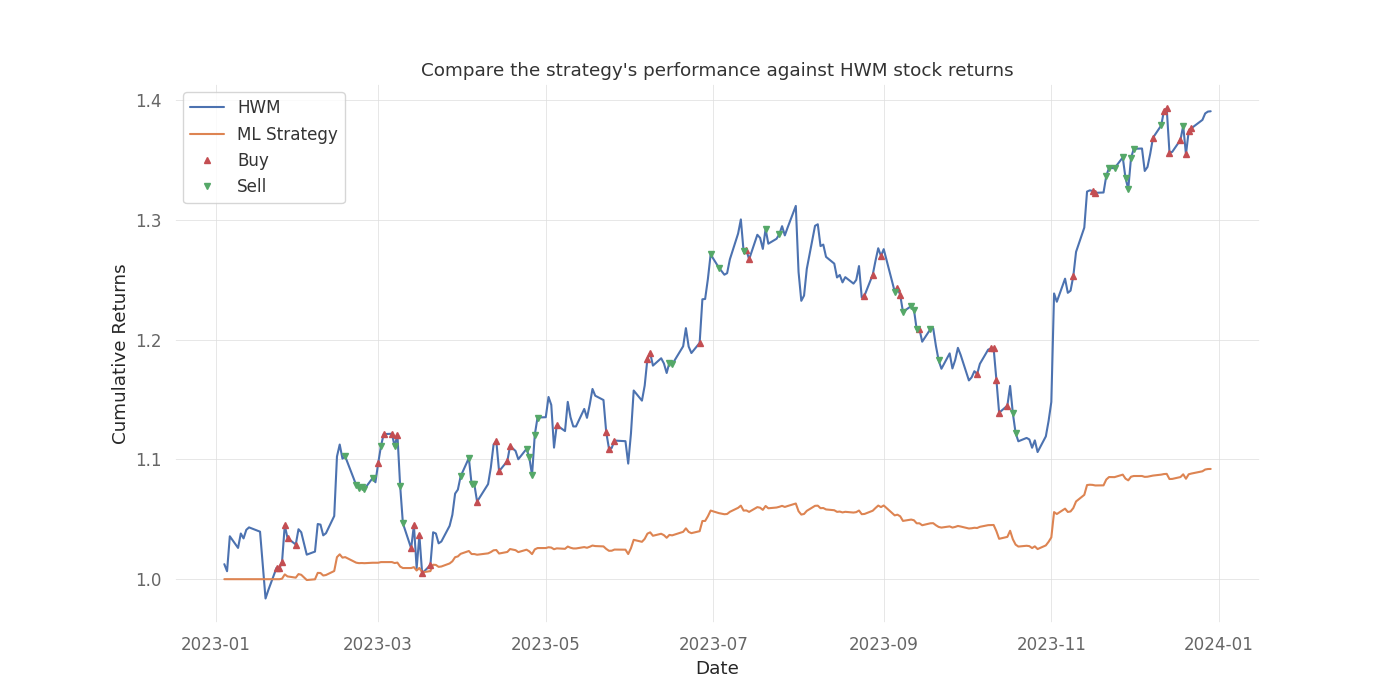 Compare the strategy's performance against HWM stock returns
HWM
ML Strategy
Buy
Sell
Cumulative Returns
1.4
1.3
1.2
1.1
1.0
2023-01 2023-03 2023-05 2023-07 2023-09 2023-11 2024-01
Date